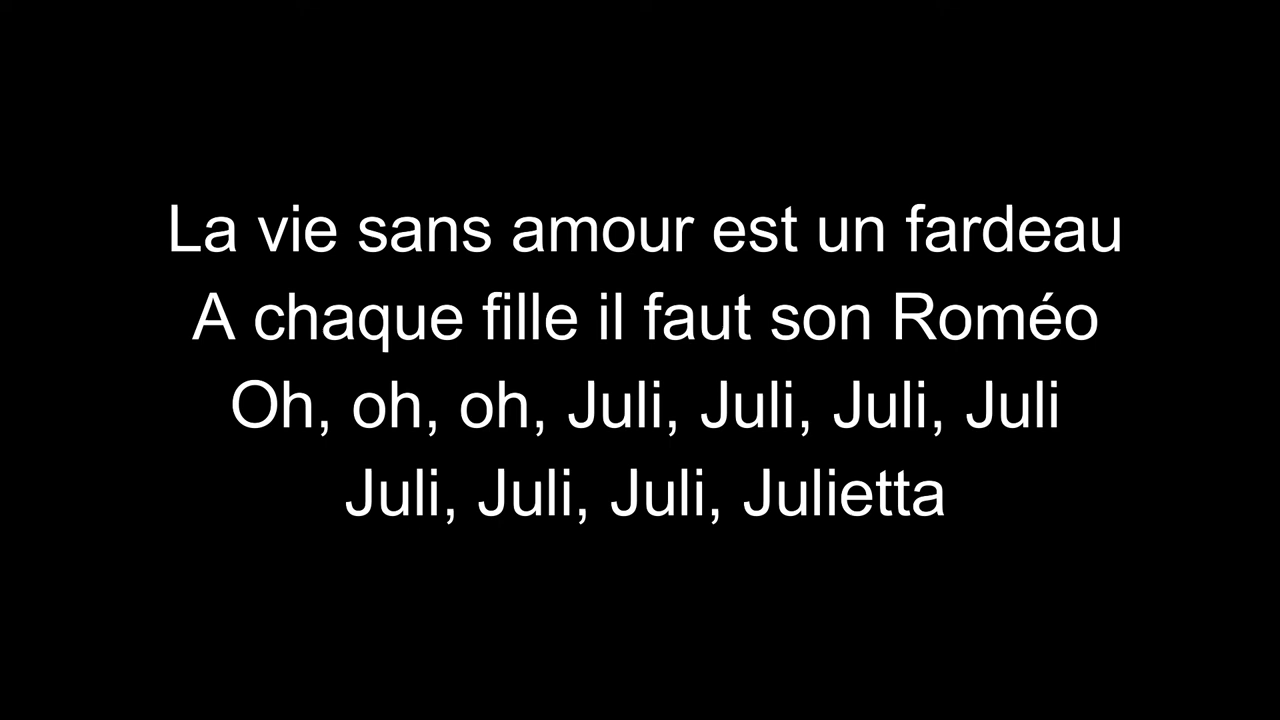 La vie sans amour est un fardeau
A chaque fille il faut son Roméo
Oh, oh, oh, Juli, Juli, Juli, Juli
Juli, Juli, Juli, Julietta